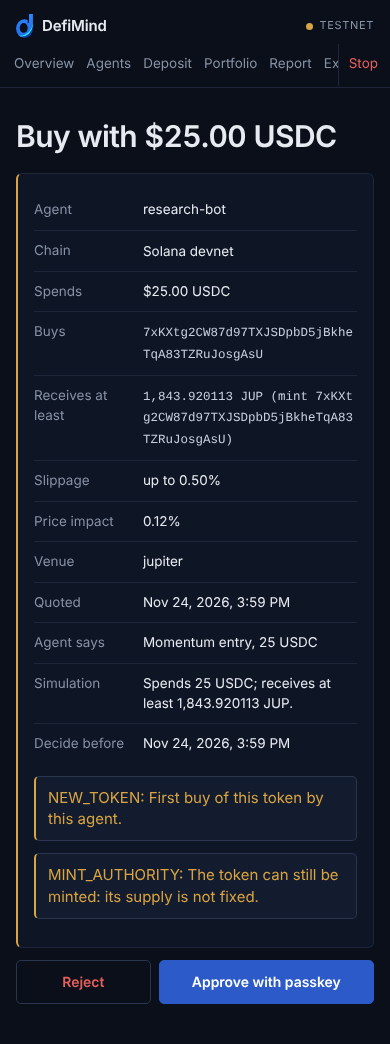 DefiMind
TESTNET
Overview Agents Deposit Portfolio Report Ex Stop
Buy with $25.00 USDC
Agent research-bot
Chain Solana devnet
Spends $25.00 USDC
Buys 7xKXtg2CW87d97TXJSDpbD5jBkhe
TqA83TZRuJosgAsU
Receives at least 1,843.920113 JUP (mint 7xKXt
g2CW87d97TXJSDpbD5jBkheTqA83
TZRuJosgAsU)
Slippage up to 0.50%
Price impact 0.12%
Venue jupiter
Quoted Nov 24, 2026, 3:59 PM
Agent says Momentum entry, 25 USDC
Simulation Spends 25 USDC; receives at
least 1,843.920113 JUP.
Decide before Nov 24, 2026, 3:59 PM
NEW_TOKEN: First buy of this token by
this agent.
MINT_AUTHORITY: The token can still be
minted: its supply is not fixed.
Reject Approve with passkey